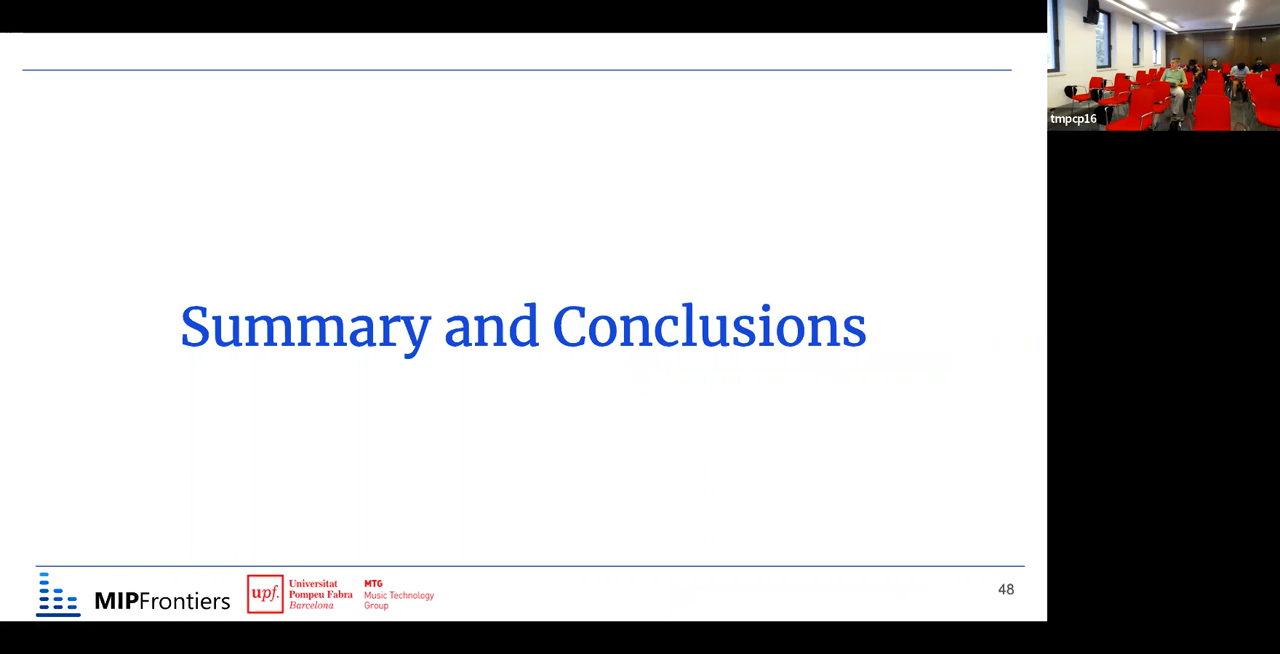 tmpcp16
Summary and Conclusions
MIPFrontiers
upf.
Universitat
Pompeu Fabra
Barcelona
MTG
Music Technology
Group
48